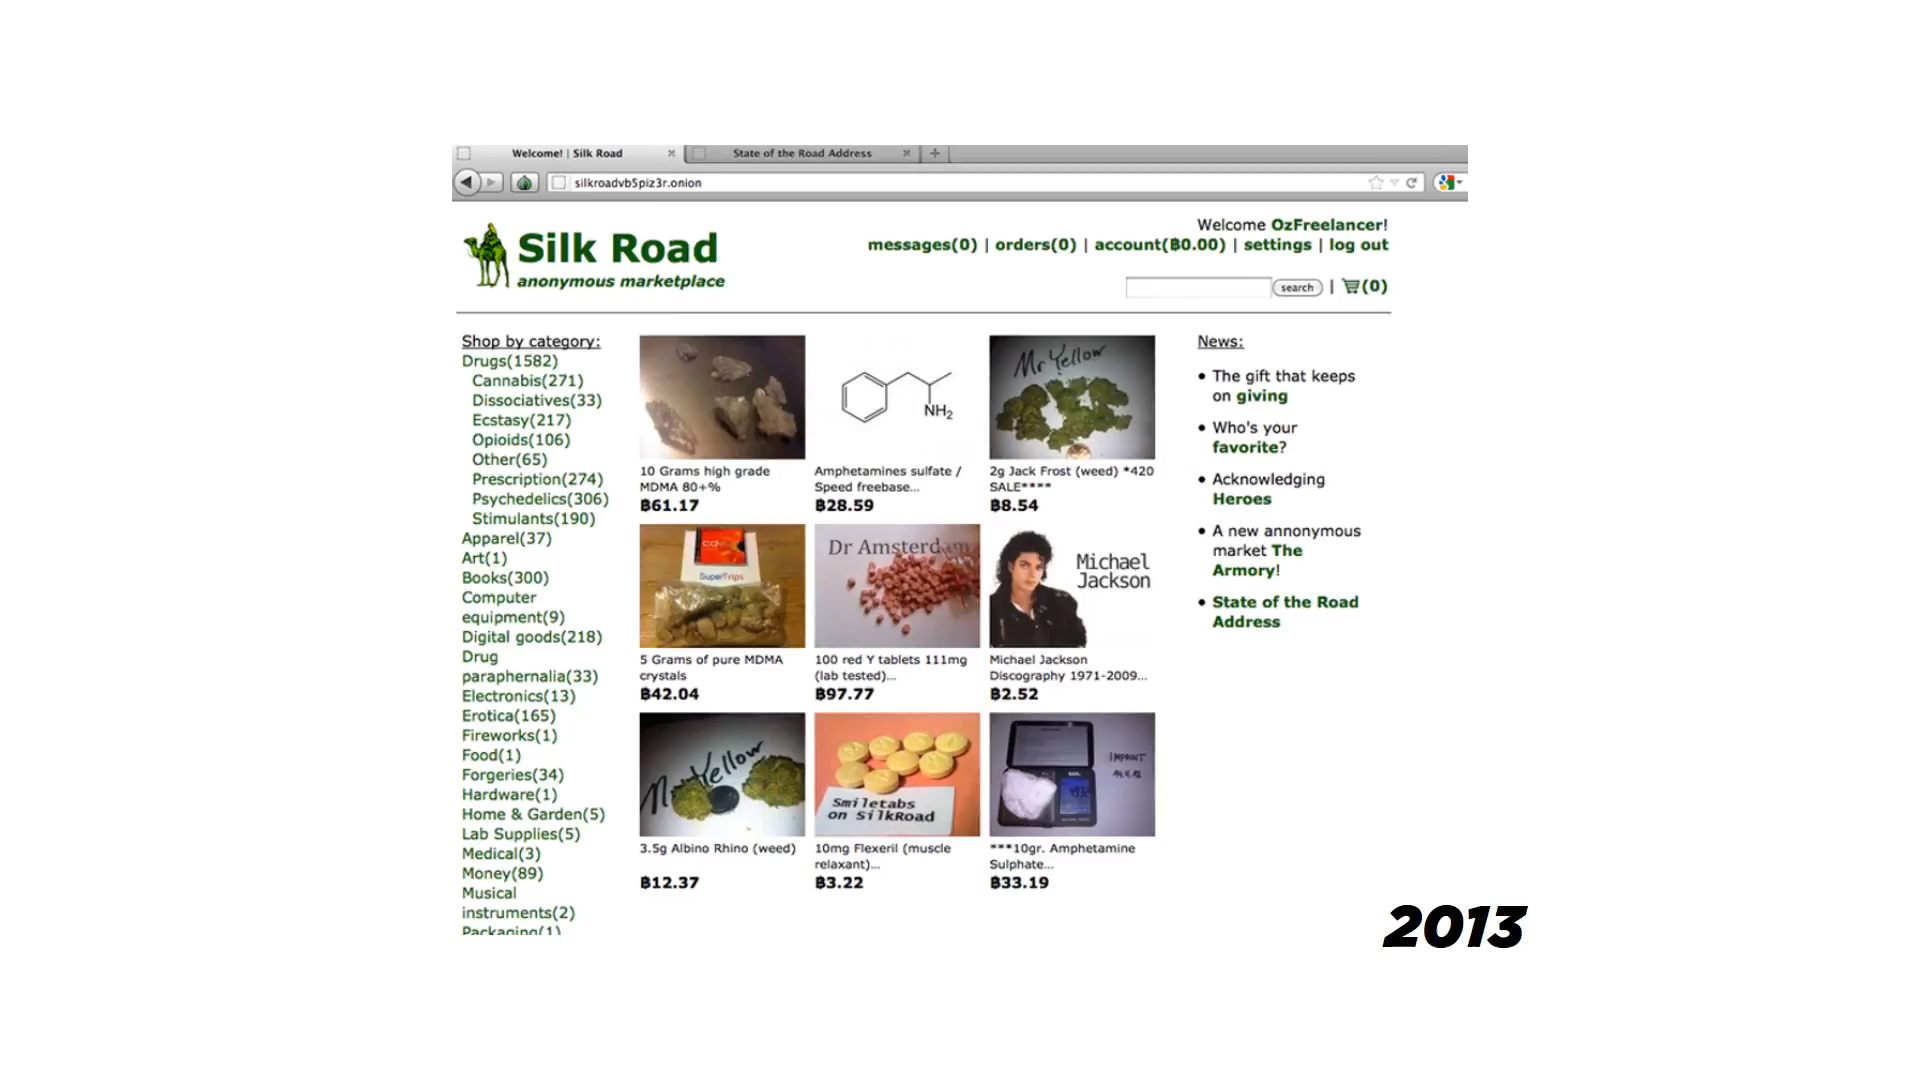 Welcome! | Silk Road
State of the Road Address
silkroadvb5piz3r.onion
Silk Road
anonymous marketplace
Welcome OzFreelancer!
messages(0) | orders(0) | account(฿0.00) | settings | log out
search | (0)
Shop by category:
Drugs(1582)
Cannabis(271)
Dissociatives(33)
Ecstasy(217)
Opioids(106)
Other(65)
Prescription(274)
Psychedelics(306)
Stimulants(190)
Apparel(37)
Art(1)
Books(300)
Computer
equipment(9)
Digital goods(218)
Drug
paraphernalia(33)
Electronics(13)
Erotica(165)
Fireworks(1)
Food(1)
Forgeries(34)
Hardware(1)
Home & Garden(5)
Lab Supplies(5)
Medical(3)
Money(89)
Musical
instruments(2)
Packaging(1)
10 Grams high grade
MDMA 80+%
฿61.17
NH₂
Amphetamines sulfate /
Speed freebase...
฿28.59
Mr Yellow
2g Jack Frost (weed) *420
SALE****
฿8.54
SuperTrips
5 Grams of pure MDMA
crystals
฿42.04
Dr Amsterdam
100 red Y tablets 111mg
(lab tested)...
฿97.77
Michael
Jackson
Michael Jackson
Discography 1971-2009...
฿2.52
Mr Yellow
3.5g Albino Rhino (weed)
฿12.37
Smiletabs
on SilkRoad
10mg Flexeril (muscle
relaxant)...
฿3.22
IMPRINT
***10gr. Amphetamine
Sulphate...
฿33.19
News:
• The gift that keeps
on giving
• Who's your
favorite?
• Acknowledging
Heroes
• A new annonymous
market The
Armory!
• State of the Road
Address
2013